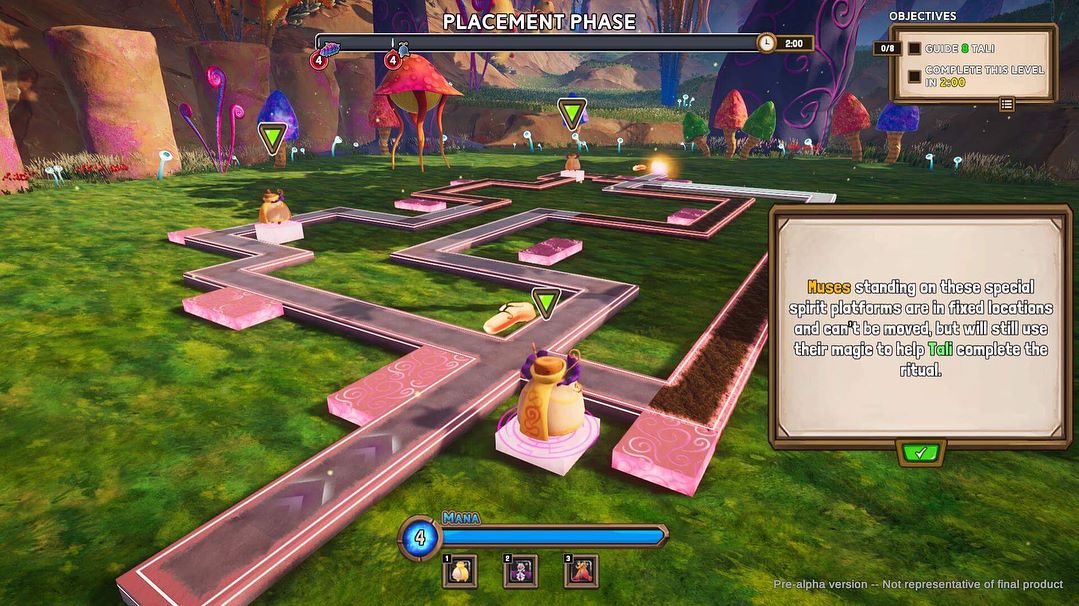 PLACEMENT PHASE
OBJECTIVES
4
4
2:00
0/8
GUIDE 8 TALI
COMPLETE THIS LEVEL
IN 2:00
Muses standing on these special
spirit platforms are in fixed locations
and can't be moved, but will still use
their magic to help Tali complete the
ritual.
MANA
4
1
2
3
Pre-alpha version -- Not representative of final product